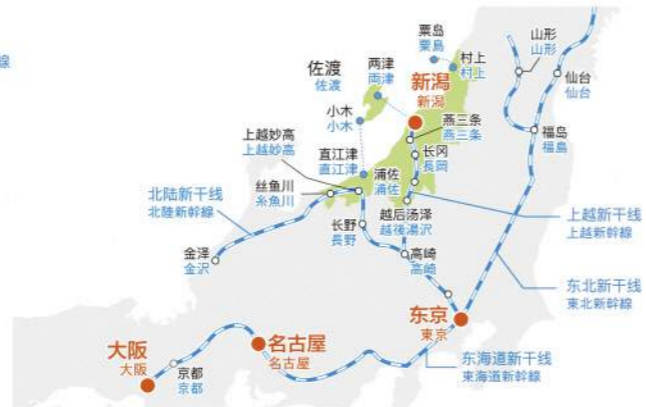 線
粟岛
粟島
村上
村上
山形
山形
仙台
仙台
佐渡
佐渡
两津
両津
新潟
新潟
小木
小木
燕三条
燕三条
福岛
福島
上越妙高
上越妙高
直江津
直江津
长冈
長岡
浦佐
浦佐
丝鱼川
糸魚川
北陆新干线
北陸新幹線
越后汤泽
越後湯沢
上越新干线
上越新幹線
长野
長野
金泽
金沢
高崎
高崎
东北新干线
東北新幹線
东京
東京
名古屋
名古屋
大阪
大阪
京都
京都
东海道新干线
東海道新幹線